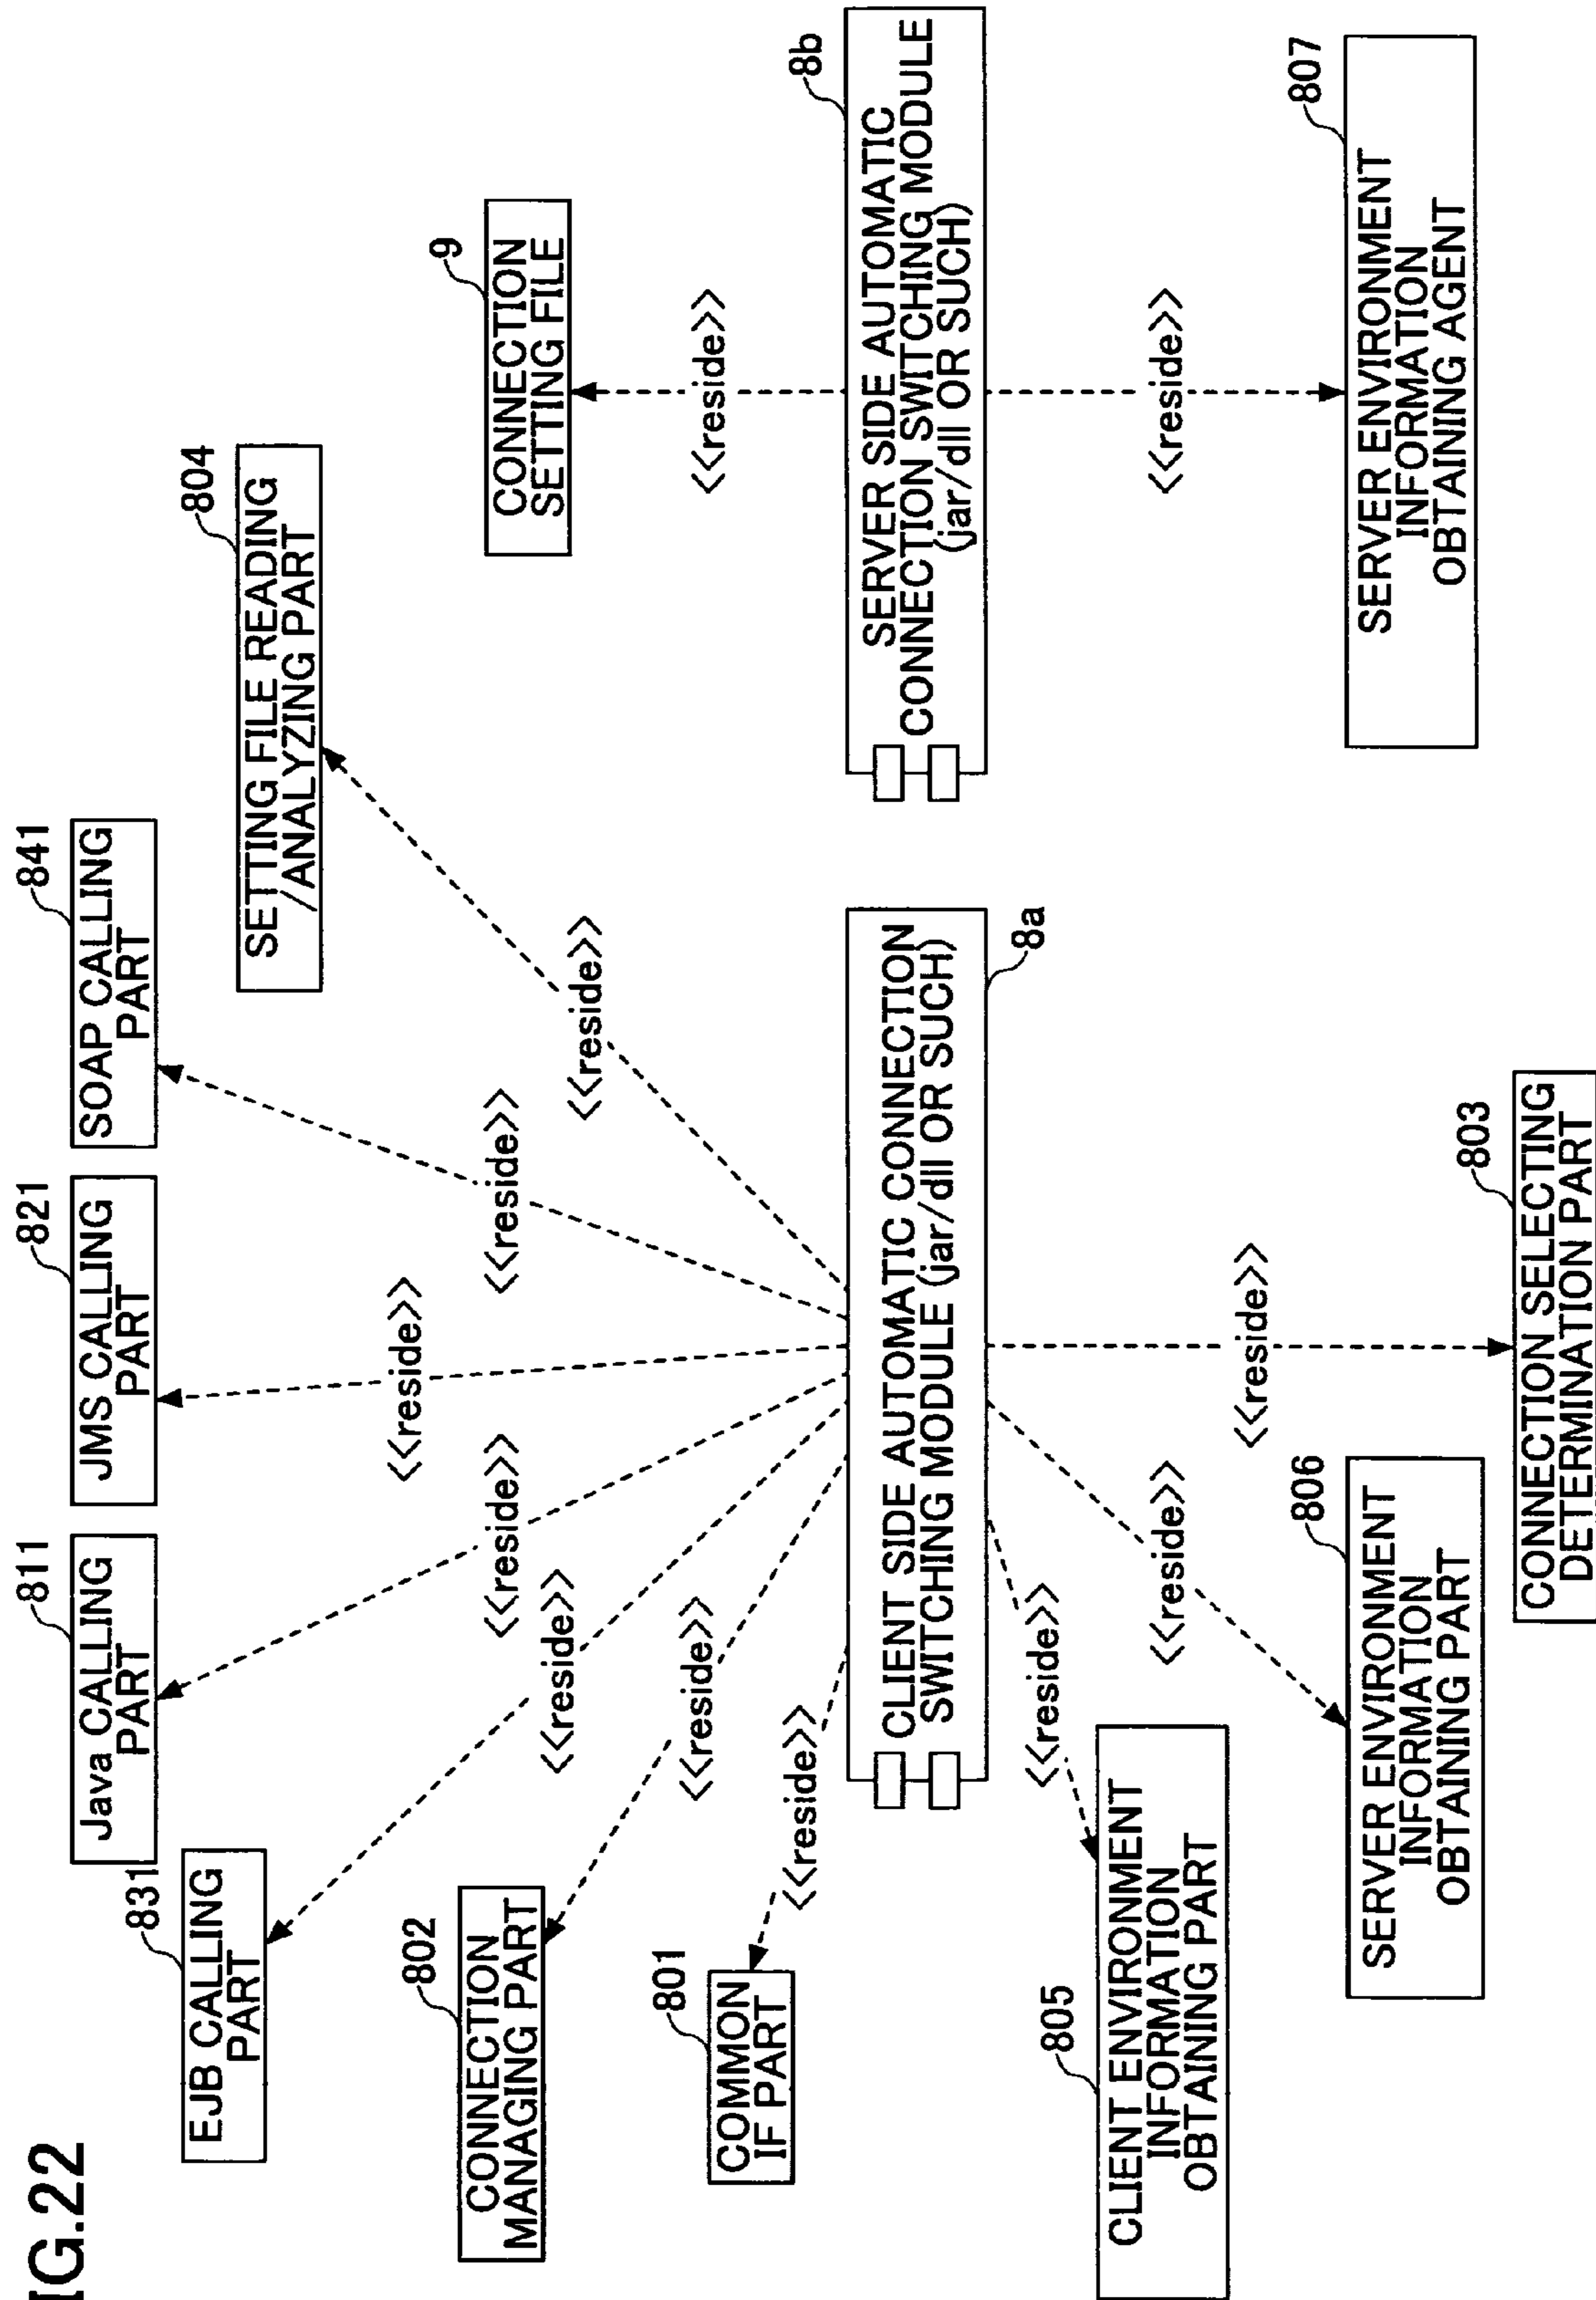 IG.22
811
Java CALLING
PART
821
JMS CALLING
PART
841
SOAP CALLING
PART
831
EJB CALLING
PART
804
SETTING FILE READING
/ANALYZING PART
802
CONNECTION
MANAGING PART
9
CONNECTION
SETTING FILE
<<reside>>
<<reside>>
<<reside>>
<<reside>>
<<reside>>
<<reside>>
<<reside>>
801
COMMON
IF PART
<<reside>>
8b
CLIENT SIDE AUTOMATIC CONNECTION
SWITCHING MODULE (jar/dll OR SUCH)
8a
SERVER SIDE AUTOMATIC
CONNECTION SWITCHING MODULE
(jar/dll OR SUCH)
<<reside>>
<<reside>>
<<reside>>
<<reside>>
805
CLIENT ENVIRONMENT
INFORMATION
OBTAINING PART
806
SERVER ENVIRONMENT
INFORMATION
OBTAINING PART
807
SERVER ENVIRONMENT
INFORMATION
OBTAINING AGENT
803
CONNECTION SELECTING
DETERMINATION PART